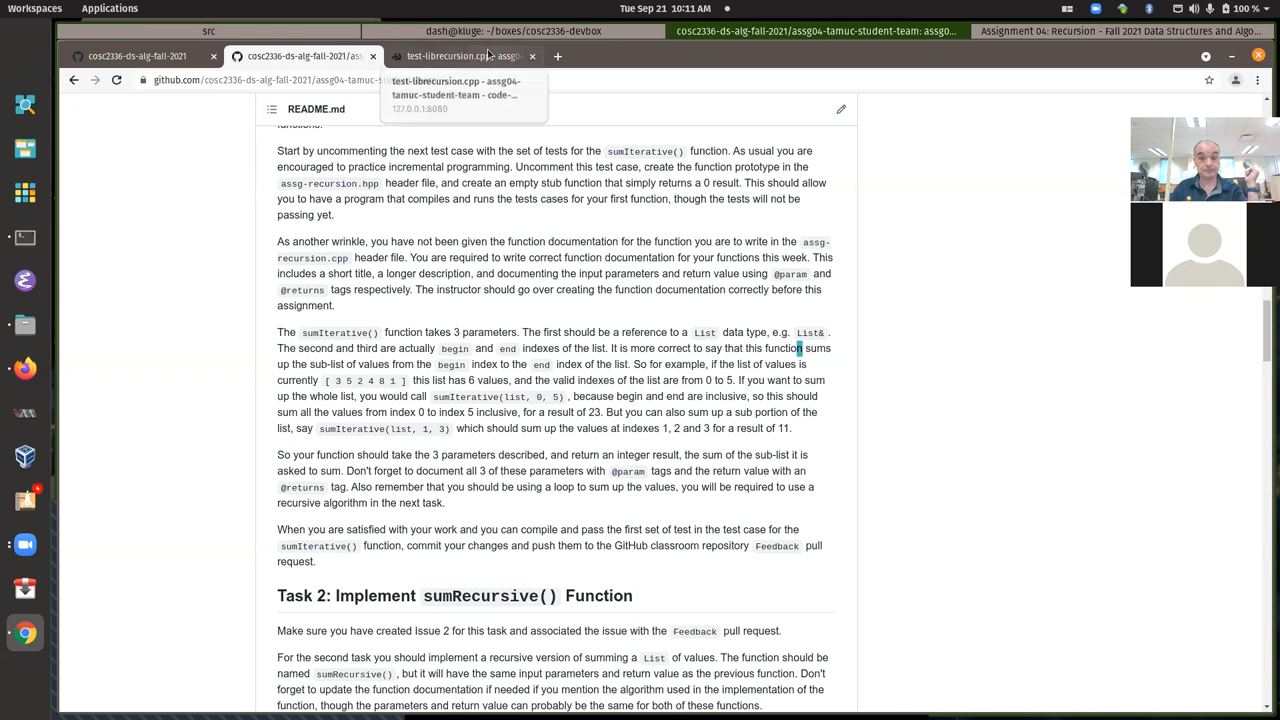 Applications
Tue Sep 21 10:11 AM
100 %
src
dash@kluge: ~/boxes/cosc2336-devbox
cosc2336-ds-alg-fall-2021/assg04-tamuc-student-team: assg0...
Assignment 04: Recursion - Fall 2021 Data Structures and Algo...
cosc2336-ds-alg-fall-2021
cosc2336-ds-alg-fall-2021/ass
test-librecursion.cpp - assg0
github.com/cosc2336-ds-alg-fall-2021/assg04-tamuc-s
test-librecursion.cpp - assg04-
tamuc-student-team - code-...
127.0.0.1:8080
README.md
functions.
Start by uncommenting the next test case with the set of tests for the sumIterative() function. As usual you are
encouraged to practice incremental programming. Uncomment this test case, create the function prototype in the
assg-recursion.hpp header file, and create an empty stub function that simply returns a 0 result. This should allow
you to have a program that compiles and runs the tests cases for your first function, though the tests will not be
passing yet.
As another wrinkle, you have not been given the function documentation for the function you are to write in the assg-
recursion.cpp header file. You are required to write correct function documentation for your functions this week. This
includes a short title, a longer description, and documenting the input parameters and return value using @param and
@returns tags respectively. The instructor should go over creating the function documentation correctly before this
assignment.
The sumIterative() function takes 3 parameters. The first should be a reference to a List data type, e.g. List& .
The second and third are actually begin and end indexes of the list. It is more correct to say that this function sums
up the sub-list of values from the begin index to the end index of the list. So for example, if the list of values is
currently [ 3 5 2 4 8 1 ] this list has 6 values, and the valid indexes of the list are from 0 to 5. If you want to sum
up the whole list, you would call sumIterative(list, 0, 5) , because begin and end are inclusive, so this should
sum all the values from index 0 to index 5 inclusive, for a result of 23. But you can also sum up a sub portion of the
list, say sumIterative(list, 1, 3) which should sum up the values at indexes 1, 2 and 3 for a result of 11.
So your function should take the 3 parameters described, and return an integer result, the sum of the sub-list it is
asked to sum. Don't forget to document all 3 of these parameters with @param tags and the return value with an
@returns tag. Also remember that you should be using a loop to sum up the values, you will be required to use a
recursive algorithm in the next task.
When you are satisfied with your work and you can compile and pass the first set of test in the test case for the
sumIterative() function, commit your changes and push them to the GitHub classroom repository Feedback pull
request.
Task 2: Implement sumRecursive() Function
Make sure you have created Issue 2 for this task and associated the issue with the Feedback pull request.
For the second task you should implement a recursive version of summing a List of values. The function should be
named sumRecursive() , but it will have the same input parameters and return value as the previous function. Don't
forget to update the function documentation if needed if you mention the algorithm used in the implementation of the
function, though the parameters and return value can probably be the same for both of these functions.